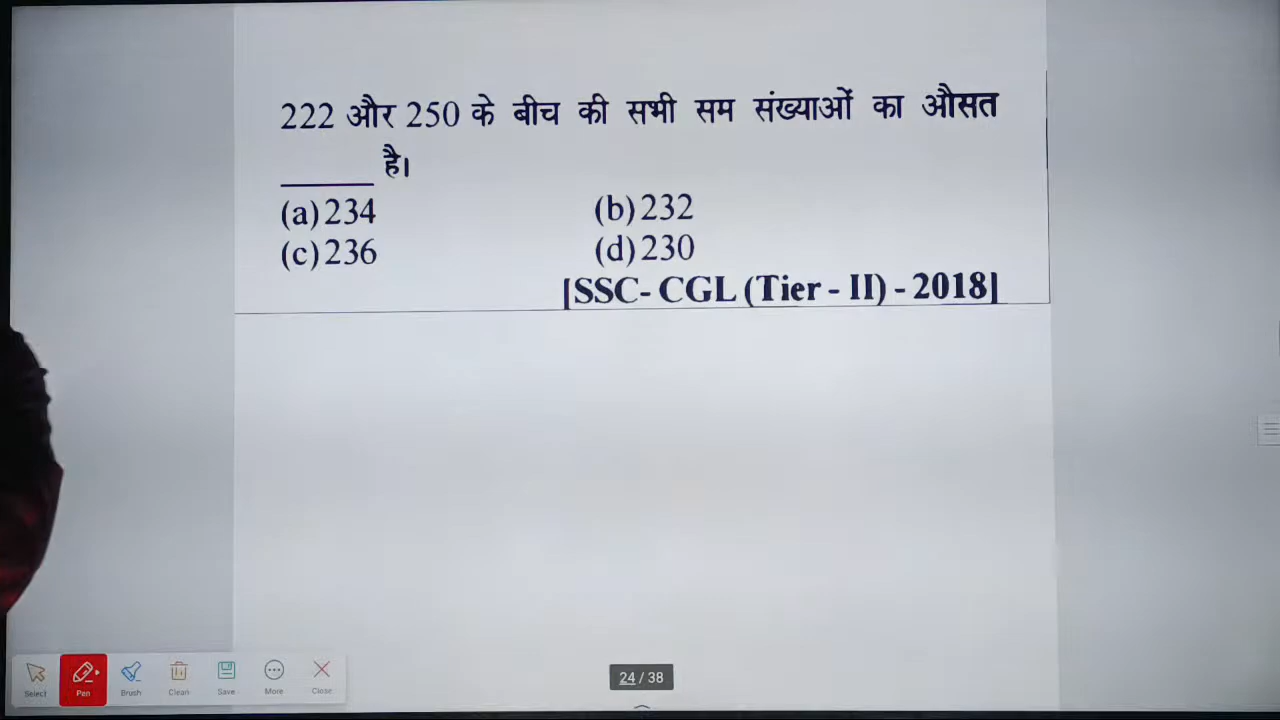 222 और 250 के बीच की सभी सम संख्याओं का औसत
______ है।
(a) 234 (b) 232
(c) 236 (d) 230
[SSC- CGL (Tier - II) - 2018]
Select Pen Brush Clean Save More Close
24 / 38